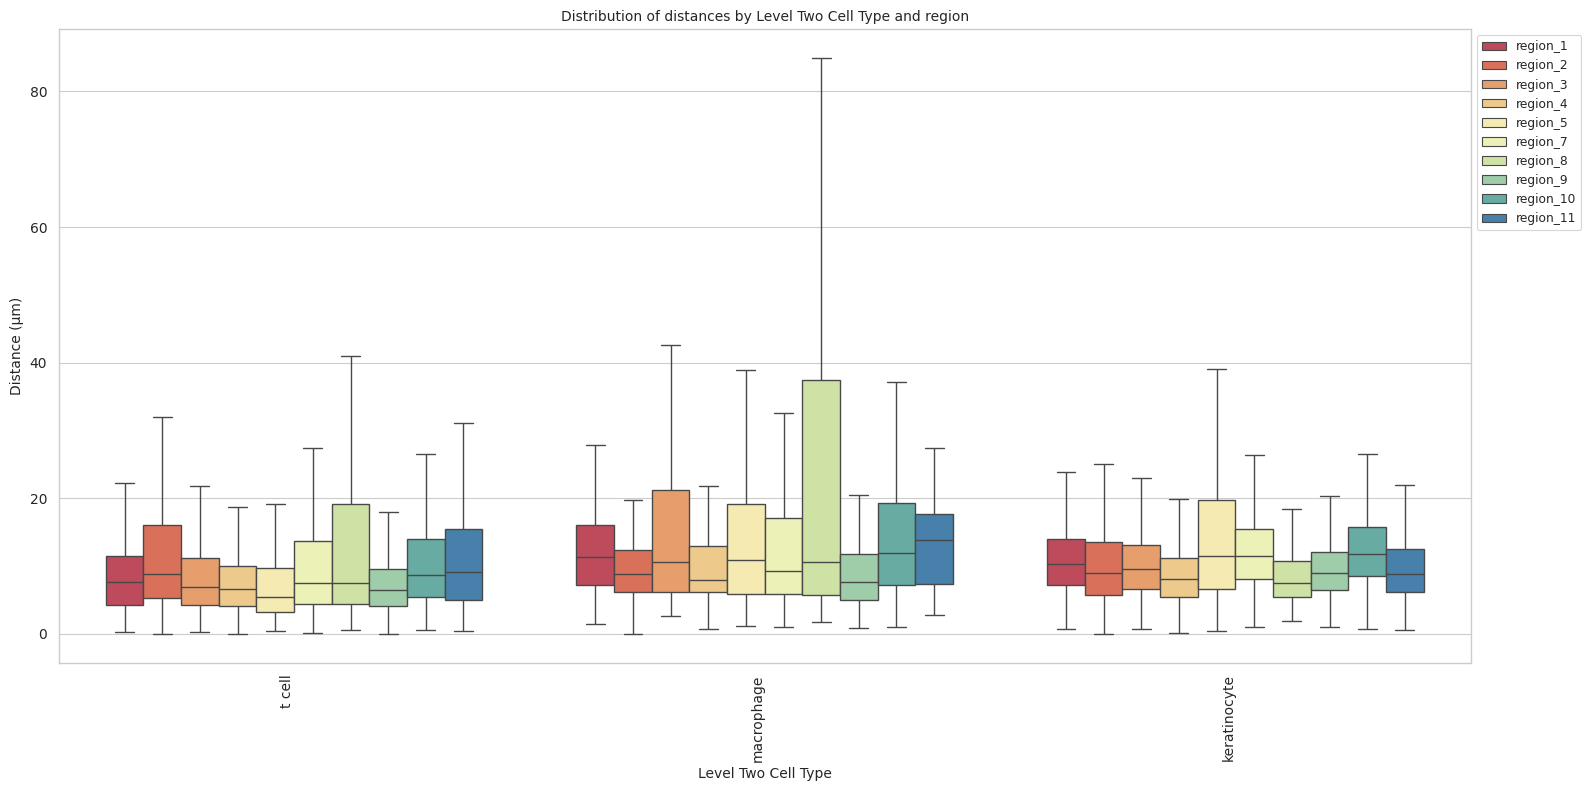 Distribution of distances by Level Two Cell Type and region
region_1
region_2
region_3
region_4
region_5
region_7
region_8
region_9
region_10
region_11
Distance (μm)
80
60
40
20
0
t cell
macrophage
keratinocyte
Level Two Cell Type